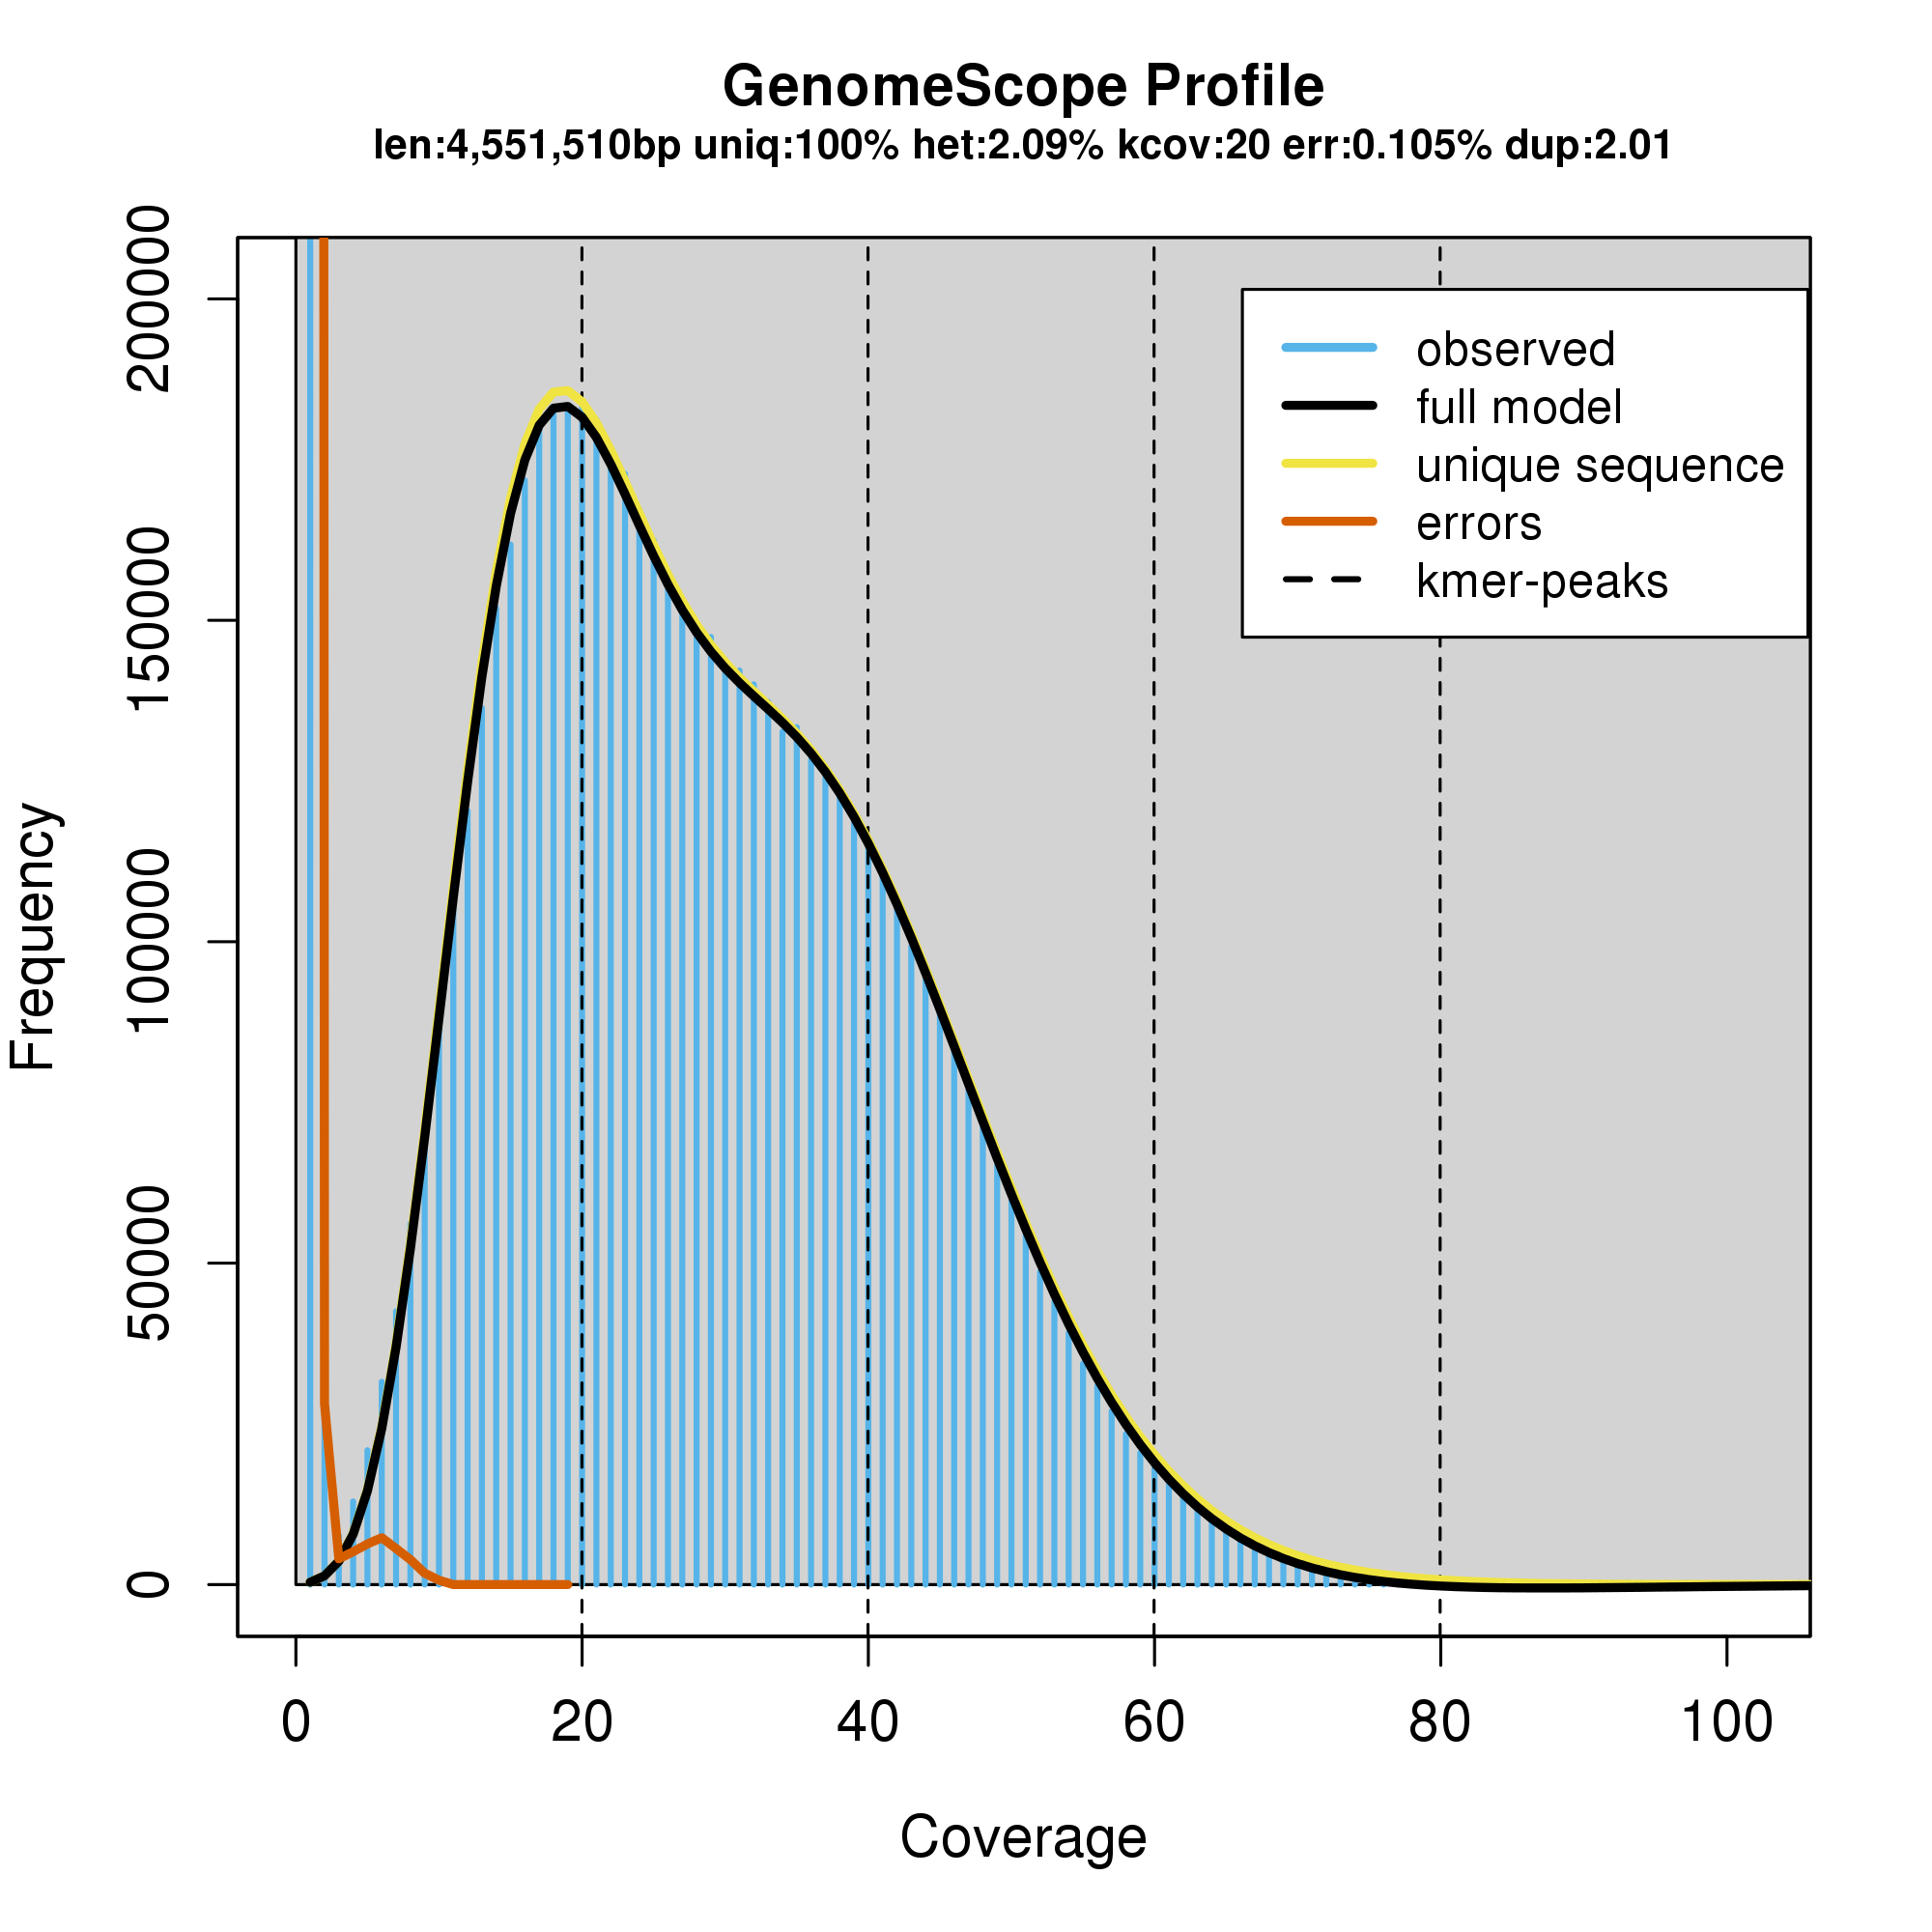 GenomeScope Profile
len:4,551,510bp uniq:100% het:2.09% kcov:20 err:0.105% dup:2.01
200000
150000
100000
50000
0
Frequency
observed
full model
unique sequence
errors
kmer-peaks
0 20 40 60 80 100
Coverage